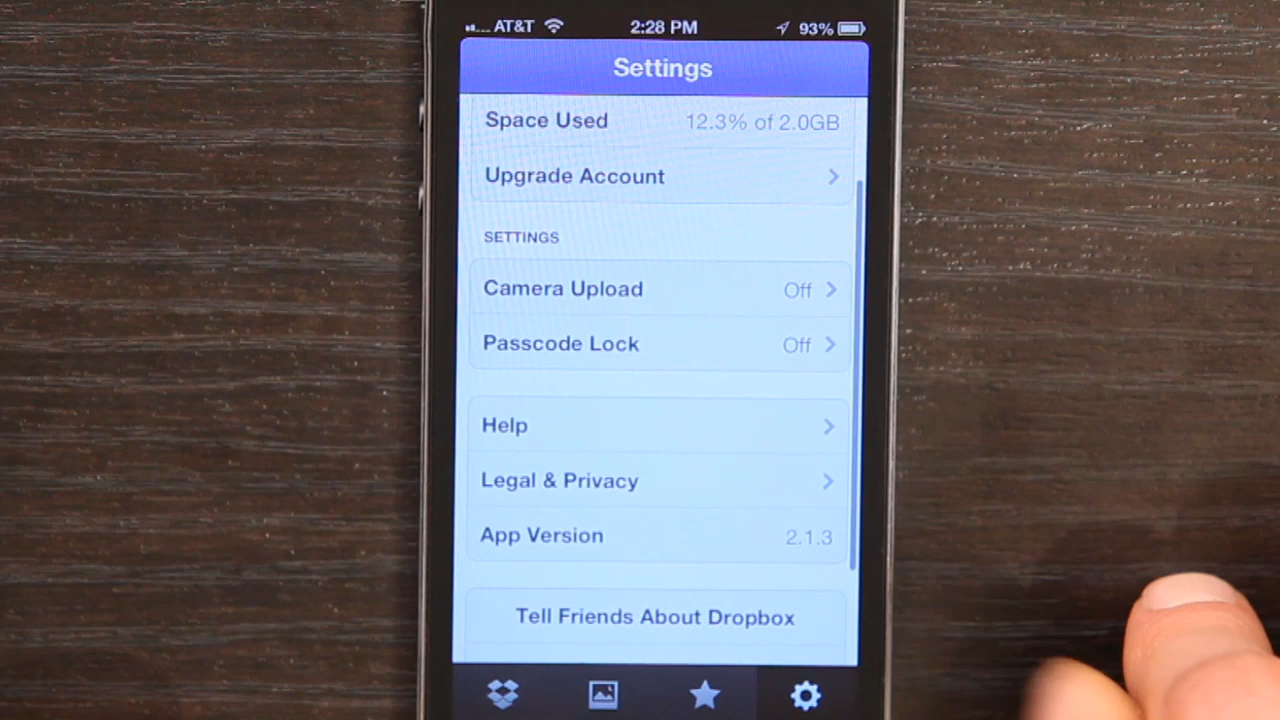 AT&T 2:28 PM 93%
Settings
Space Used 12.3% of 2.0GB
Upgrade Account
SETTINGS
Camera Upload Off
Passcode Lock Off
Help
Legal & Privacy
App Version 2.1.3
Tell Friends About Dropbox